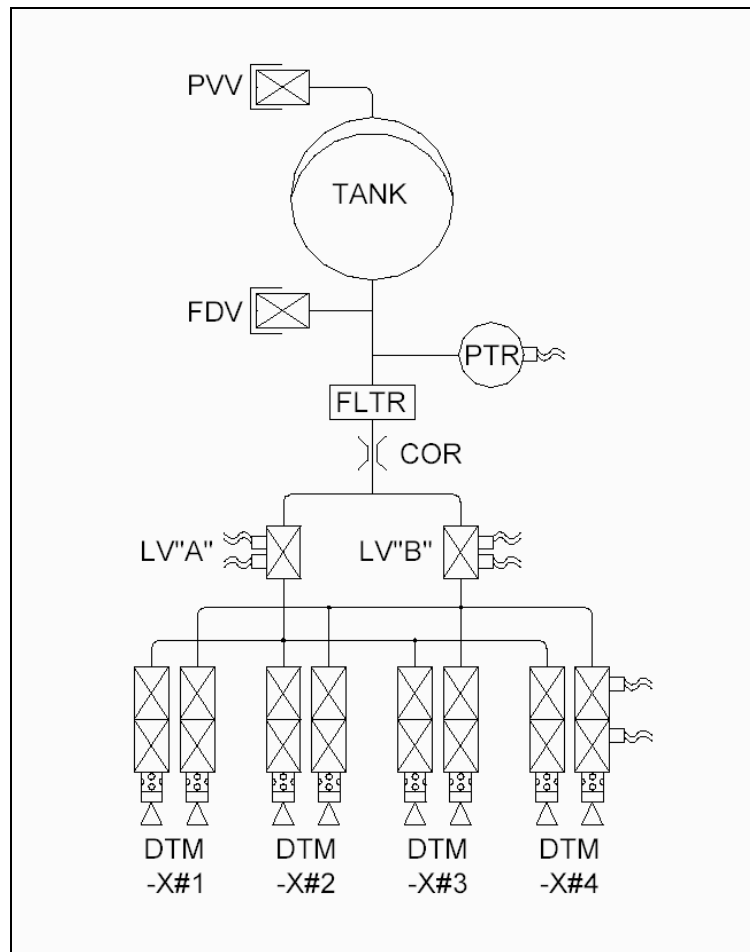 PVV
TANK
FDV
PTR
FLTR
COR
LV"A" LV"B"
DTM DTM DTM DTM
-X#1 -X#2 -X#3 -X#4